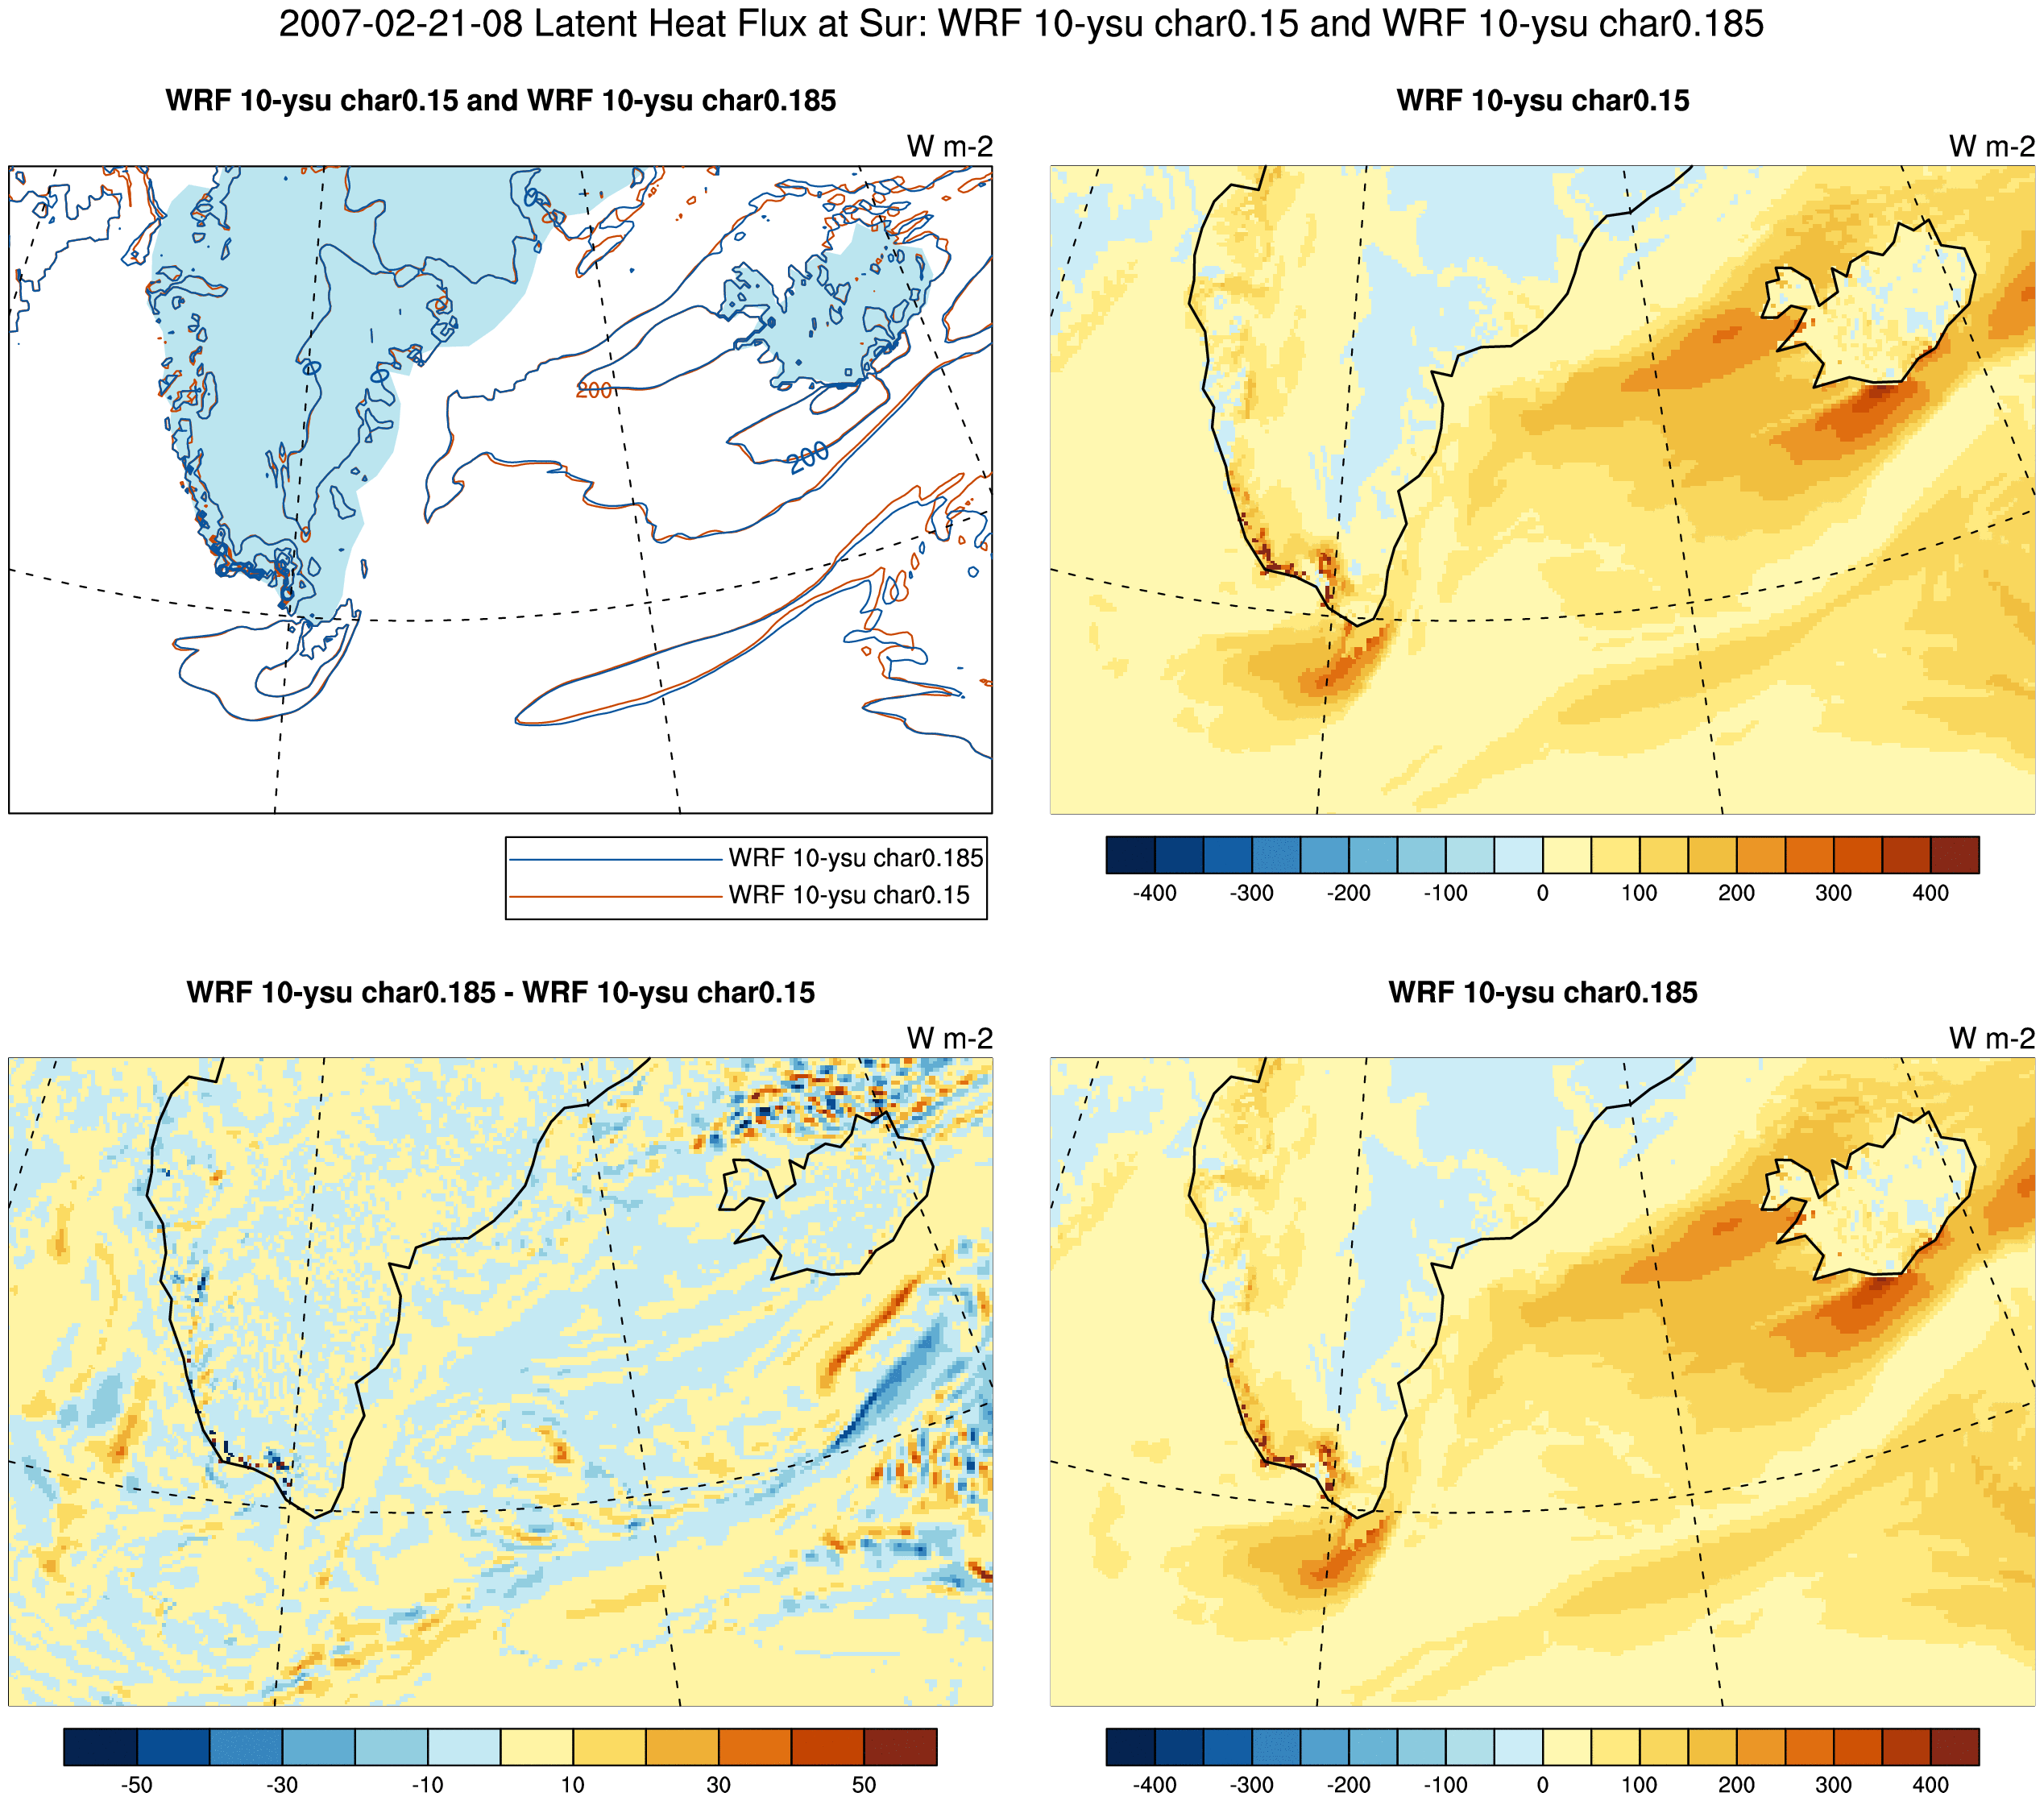 2007-02-21-08 Latent Heat Flux at Sur: WRF 10-ysu char0.15 and WRF 10-ysu char0.185
WRF 10-ysu char0.15 and WRF 10-ysu char0.185
W m-2
200
200
WRF 10-ysu char0.185
WRF 10-ysu char0.15
WRF 10-ysu char0.15
W m-2
-400 -300 -200 -100 0 100 200 300 400
WRF 10-ysu char0.185 - WRF 10-ysu char0.15
W m-2
-50 -30 -10 10 30 50
WRF 10-ysu char0.185
W m-2
-400 -300 -200 -100 0 100 200 300 400